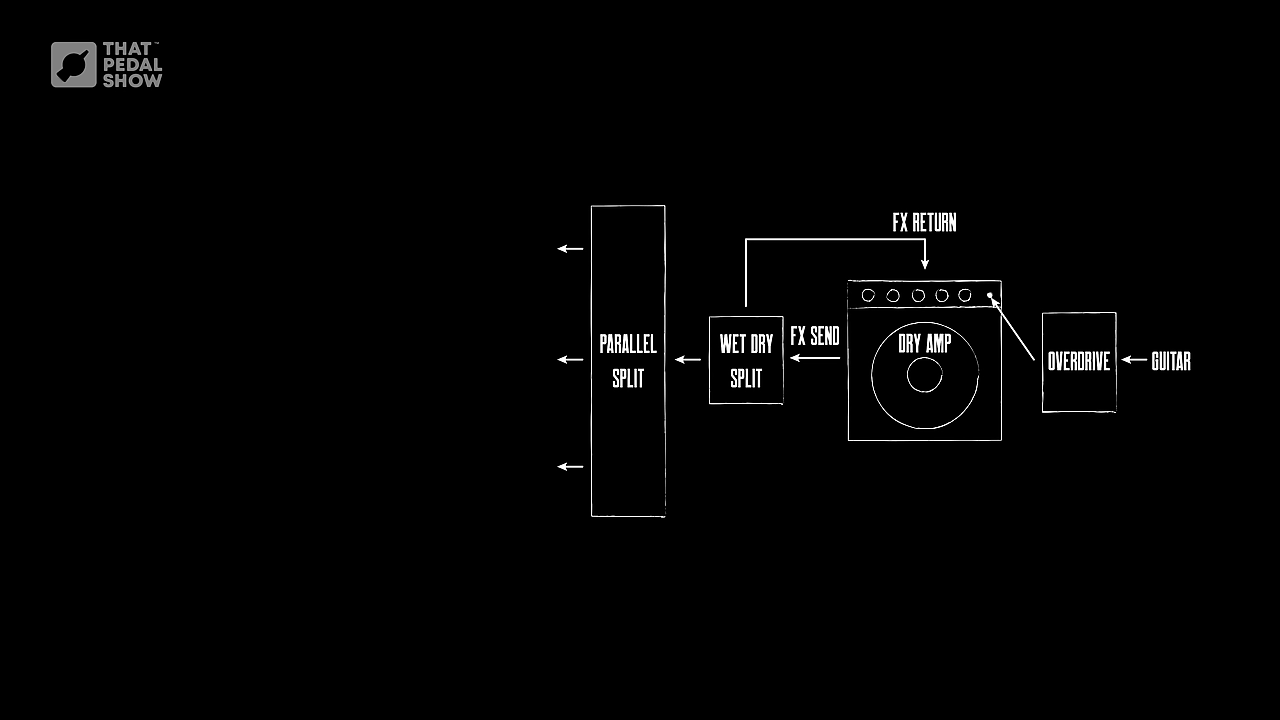 THAT™
PEDAL
SHOW
FX RETURN
FX SEND
DRY AMP
WET DRY
SPLIT
PARALLEL
SPLIT
OVERDRIVE
GUITAR